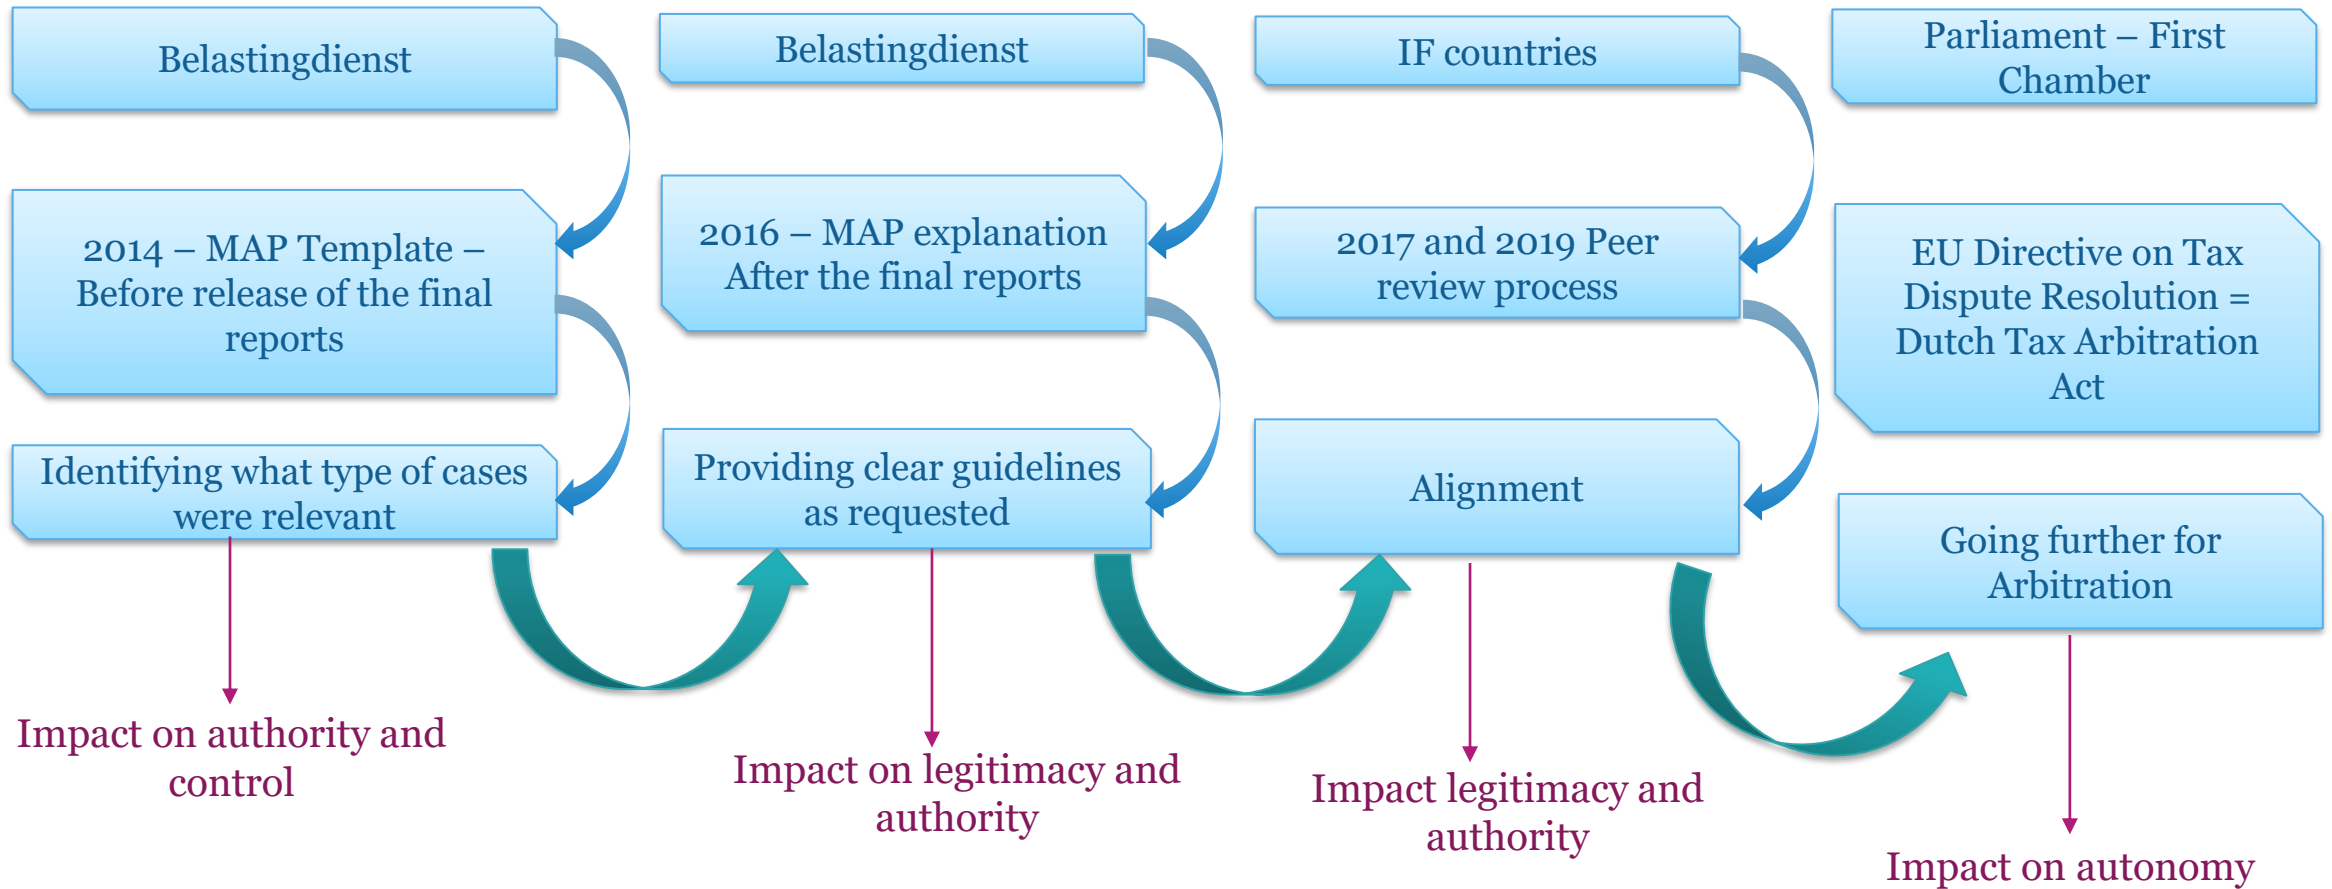 Belastingdienst
Belastingdienst
IF countries
Parliament – First
Chamber
2014 – MAP Template –
Before release of the final
reports
2016 – MAP explanation
After the final reports
2017 and 2019 Peer
review process
EU Directive on Tax
Dispute Resolution =
Dutch Tax Arbitration
Act
Identifying what type of cases
were relevant
Providing clear guidelines
as requested
Alignment
Going further for
Arbitration
Impact on authority and
control
Impact on legitimacy and
authority
Impact legitimacy and
authority
Impact on autonomy